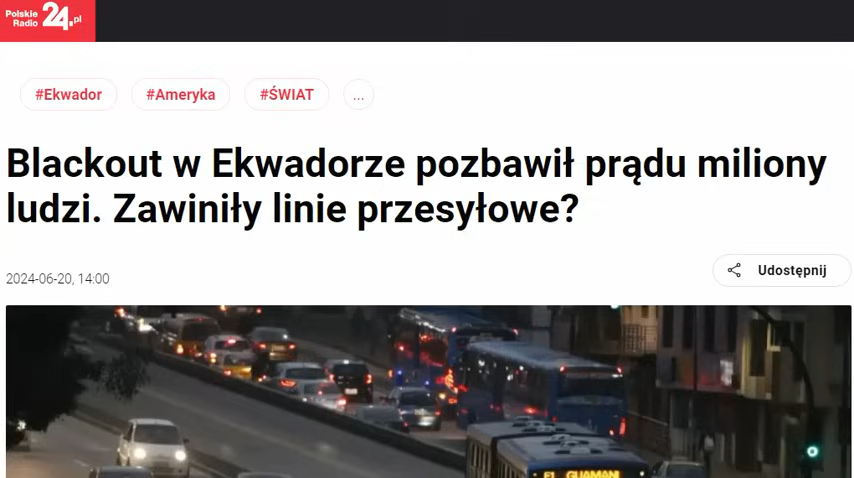 Polskie
Radio 24.pl
#Ekwador #Ameryka #ŚWIAT ...
Blackout w Ekwadorze pozbawił prądu miliony
ludzi. Zawiniły linie przesyłowe?
2024-06-20, 14:00
Udostępnij
E1 GUAMANI